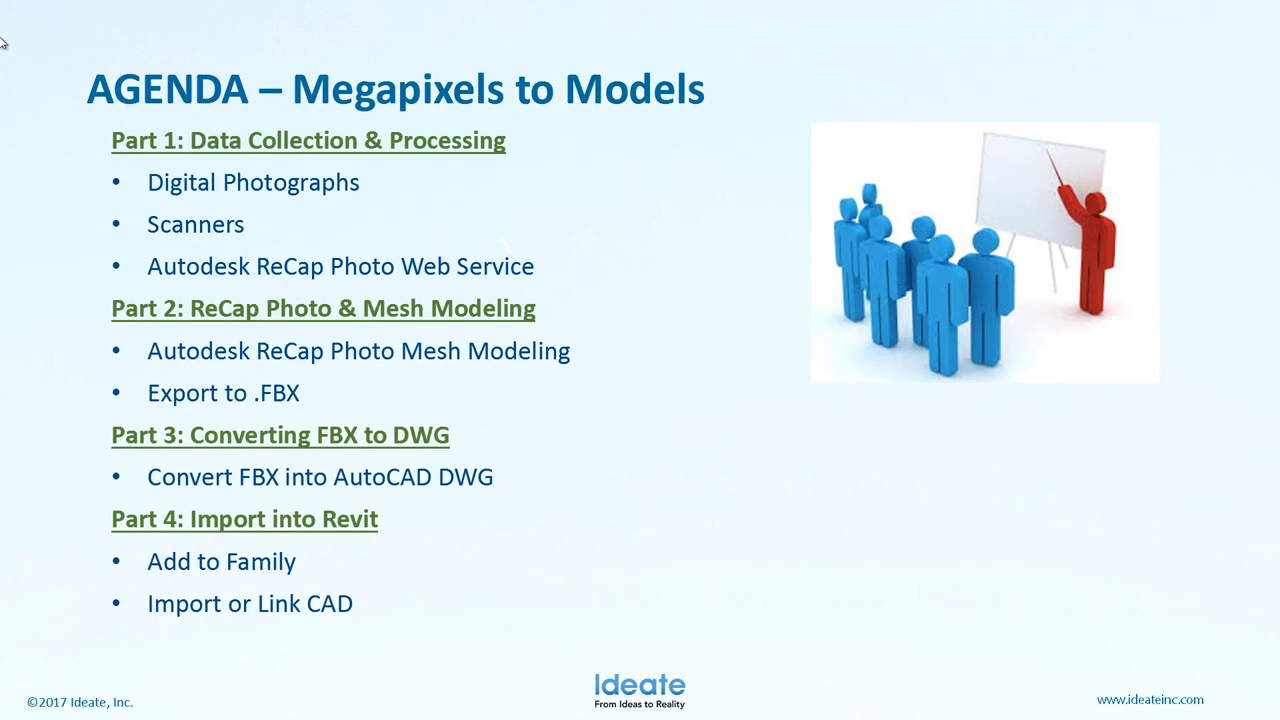 AGENDA – Megapixels to Models
Part 1: Data Collection & Processing
• Digital Photographs
• Scanners
• Autodesk ReCap Photo Web Service
Part 2: ReCap Photo & Mesh Modeling
• Autodesk ReCap Photo Mesh Modeling
• Export to .FBX
Part 3: Converting FBX to DWG
• Convert FBX into AutoCAD DWG
Part 4: Import into Revit
• Add to Family
• Import or Link CAD
©2017 Ideate, Inc.
Ideate
From Ideas to Reality
www.ideateinc.com